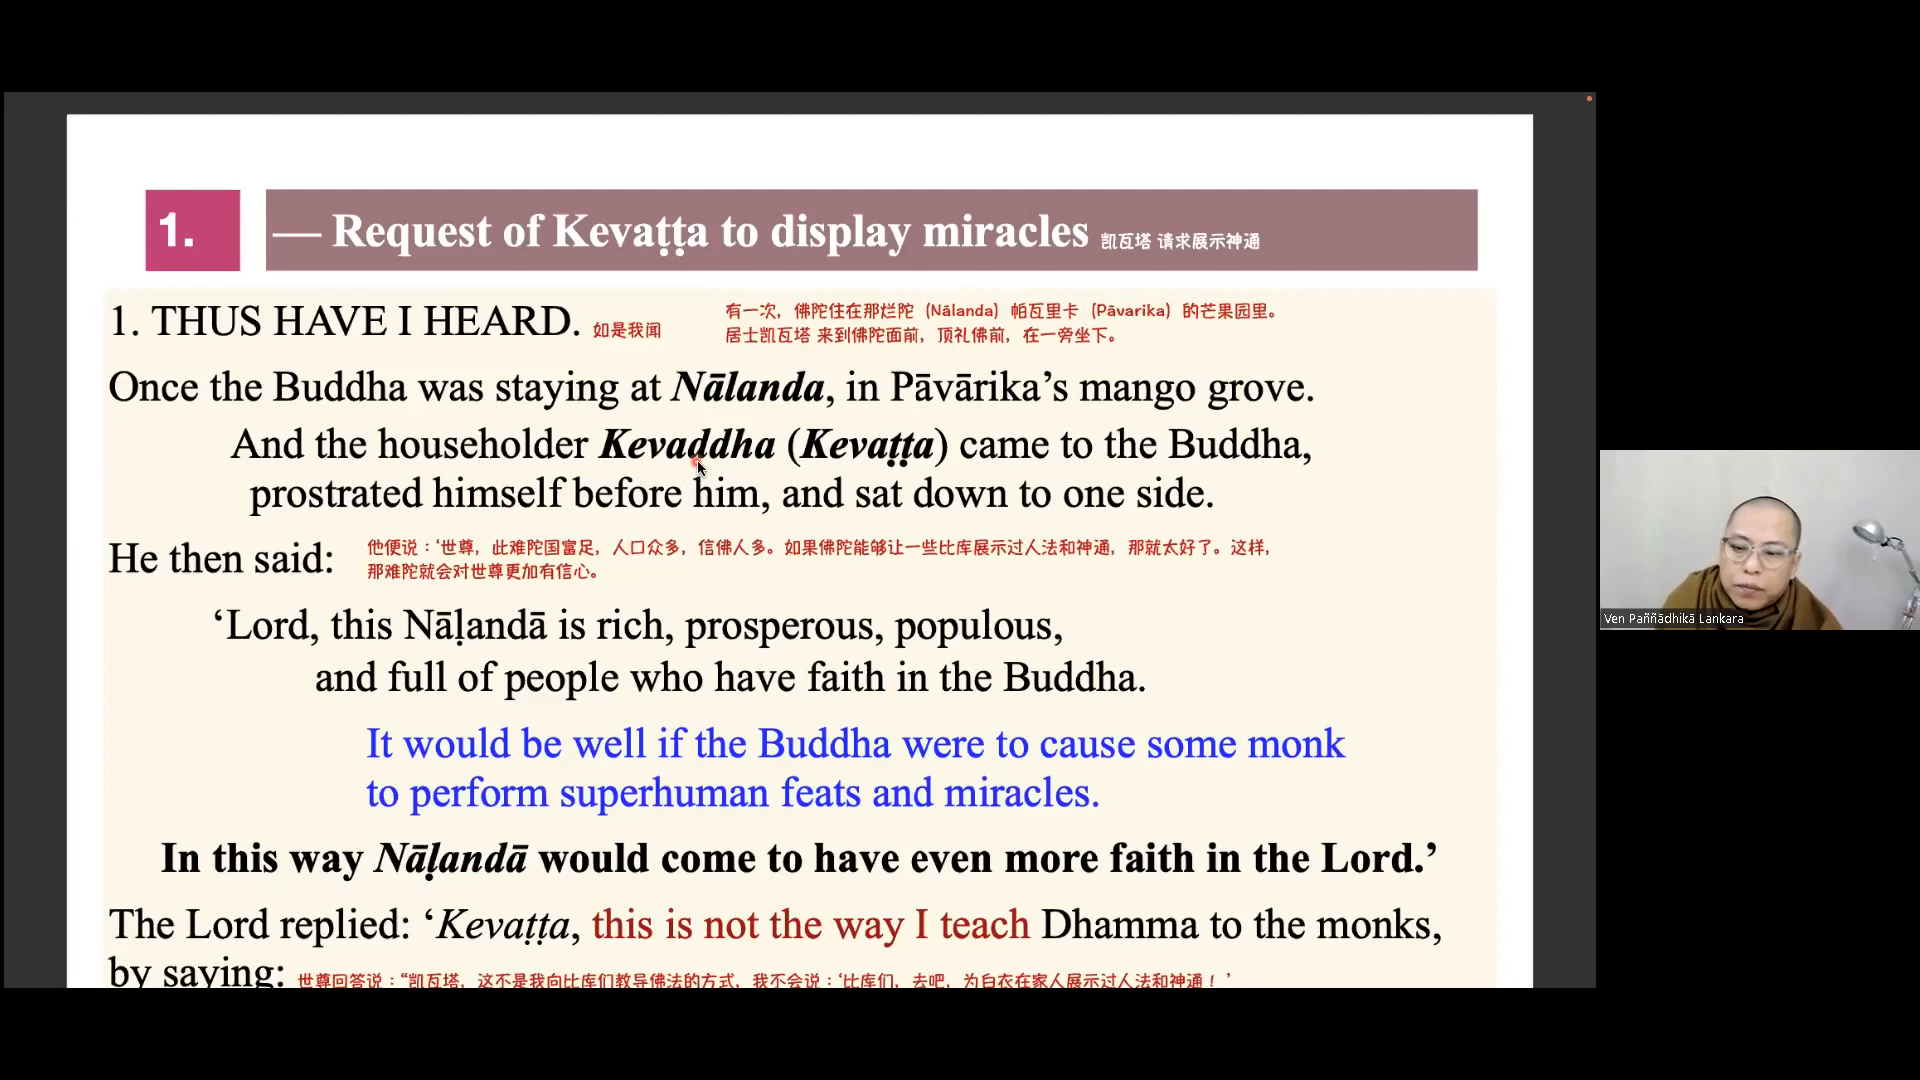 1.
— Request of Kevaṭṭa to display miracles 凯瓦塔 请求展示神通
1. THUS HAVE I HEARD. 如是我闻
有一次，佛陀住在那烂陀（Nālanda）帕瓦里卡（Pāvarika）的芒果园里。
居士凯瓦塔 来到佛陀面前，顶礼佛前，在一旁坐下。
Once the Buddha was staying at Nālanda, in Pāvārika’s mango grove.
And the householder Kevaddha (Kevaṭṭa) came to the Buddha,
prostrated himself before him, and sat down to one side.
He then said:
他便说：‘世尊，此难陀国富足，人口众多，信佛人多。如果佛陀能够让一些比库展示过人法和神通，那就太好了。这样，
那难陀就会对世尊更加有信心。
‘Lord, this Nāḷandā is rich, prosperous, populous,
and full of people who have faith in the Buddha.
It would be well if the Buddha were to cause some monk
to perform superhuman feats and miracles.
In this way Nāḷandā would come to have even more faith in the Lord.’
The Lord replied: ‘Kevaṭṭa, this is not the way I teach Dhamma to the monks,
by saying: 世尊回答说：“凯瓦塔，这不是我向比库们教导佛法的方式，我不会说：‘比库们，去吧，为白衣在家人展示过人法和神通！’
Ven Paññādhikā Lankara